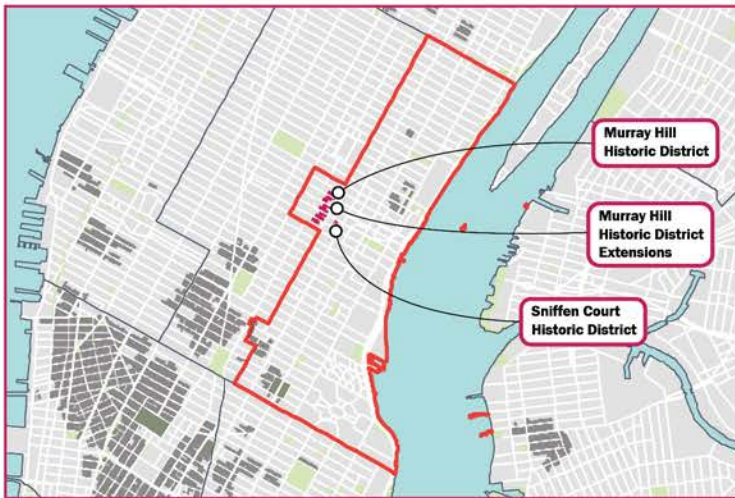 Murray Hill
Historic District
Murray Hill
Historic District
Extensions
Sniffen Court
Historic District